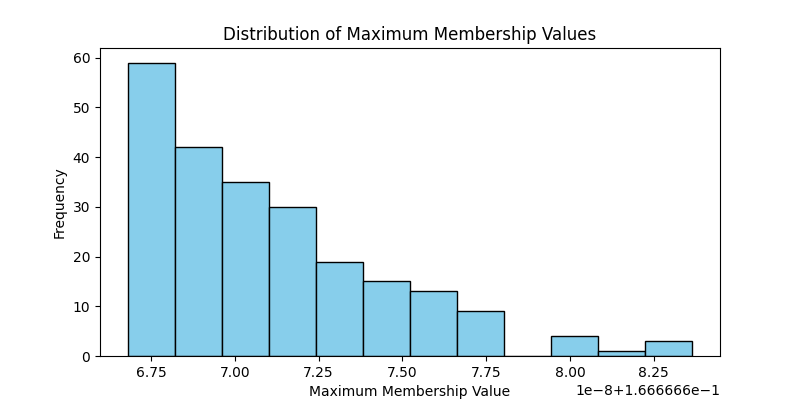 Distribution of Maximum Membership Values
60
50
40
30
20
10
0
Frequency
6.75 7.00 7.25 7.50 7.75 8.00 8.25
Maximum Membership Value
1e−8+1.666666e−1